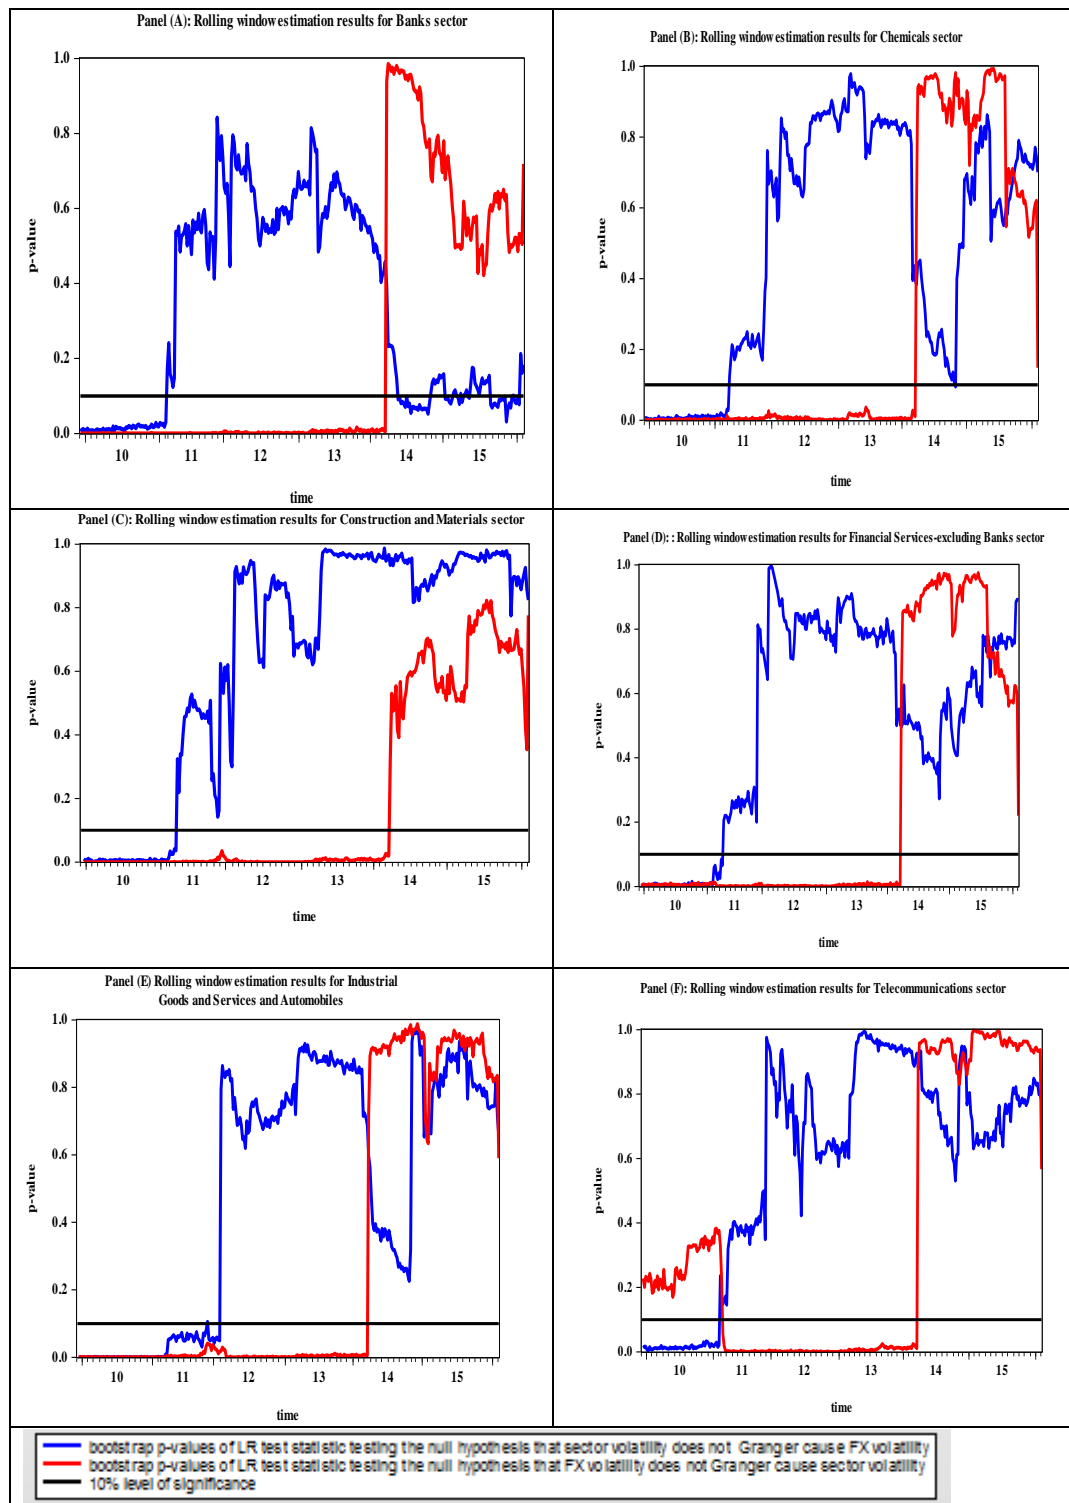 Panel (A): Rolling window estimation results for Banks sector
1.0
0.8
0.6
0.4
0.2
0.0
p-value
10 11 12 13 14 15
time
Panel (B): Rolling window estimation results for Chemicals sector
1.0
0.8
0.6
0.4
0.2
0.0
p-value
10 11 12 13 14 15
time
Panel (C): Rolling window estimation results for Construction and Materials sector
1.0
0.8
0.6
0.4
0.2
0.0
p-value
10 11 12 13 14 15
time
Panel (D): : Rolling window estimation results for Financial Services-excluding Banks sector
1.0
0.8
0.6
0.4
0.2
0.0
p-value
10 11 12 13 14 15
time
Panel (E) Rolling window estimation results for Industrial
Goods and Services and Automobiles
1.0
0.8
0.6
0.4
0.2
0.0
p-value
10 11 12 13 14 15
time
Panel (F): Rolling window estimation results for Telecommunications sector
1.0
0.8
0.6
0.4
0.2
0.0
p-value
10 11 12 13 14 15
time
bootstrap p-values of LR test statistic testing the null hypothesis that sector volatility does not Granger cause FX volatility
bootstrap p-values of LR test statistic testing the null hypothesis that FX volatility does not Granger cause sector volatility
10% level of significance